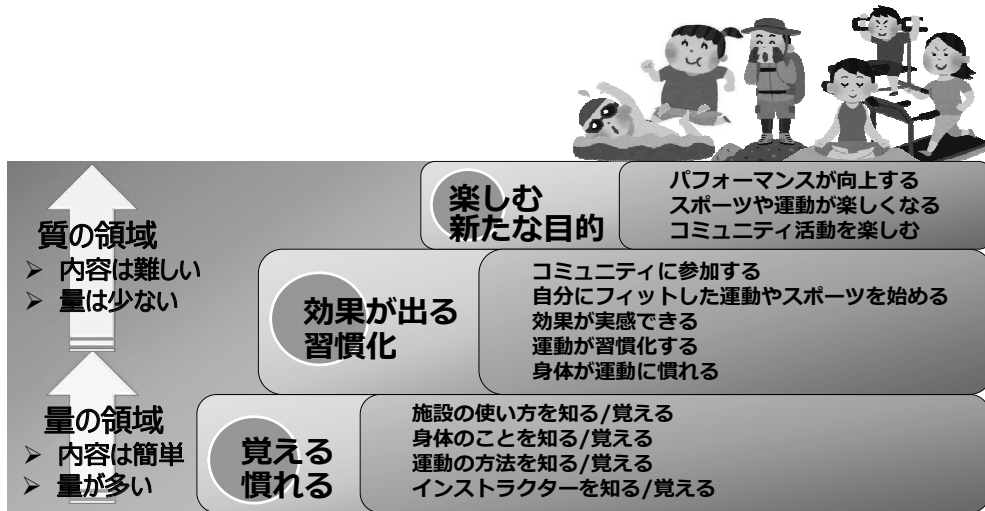 楽しむ
新たな目的
パフォーマンスが向上する
スポーツや運動が楽しくなる
コミュニティ活動を楽しむ
質の領域
➢ 内容は難しい
➢ 量は少ない
効果が出る
習慣化
コミュニティに参加する
自分にフィットした運動やスポーツを始める
効果が実感できる
運動が習慣化する
身体が運動に慣れる
量の領域
➢ 内容は簡単
➢ 量が多い
覚える
慣れる
施設の使い方を知る/覚える
身体のことを知る/覚える
運動の方法を知る/覚える
インストラクターを知る/覚える